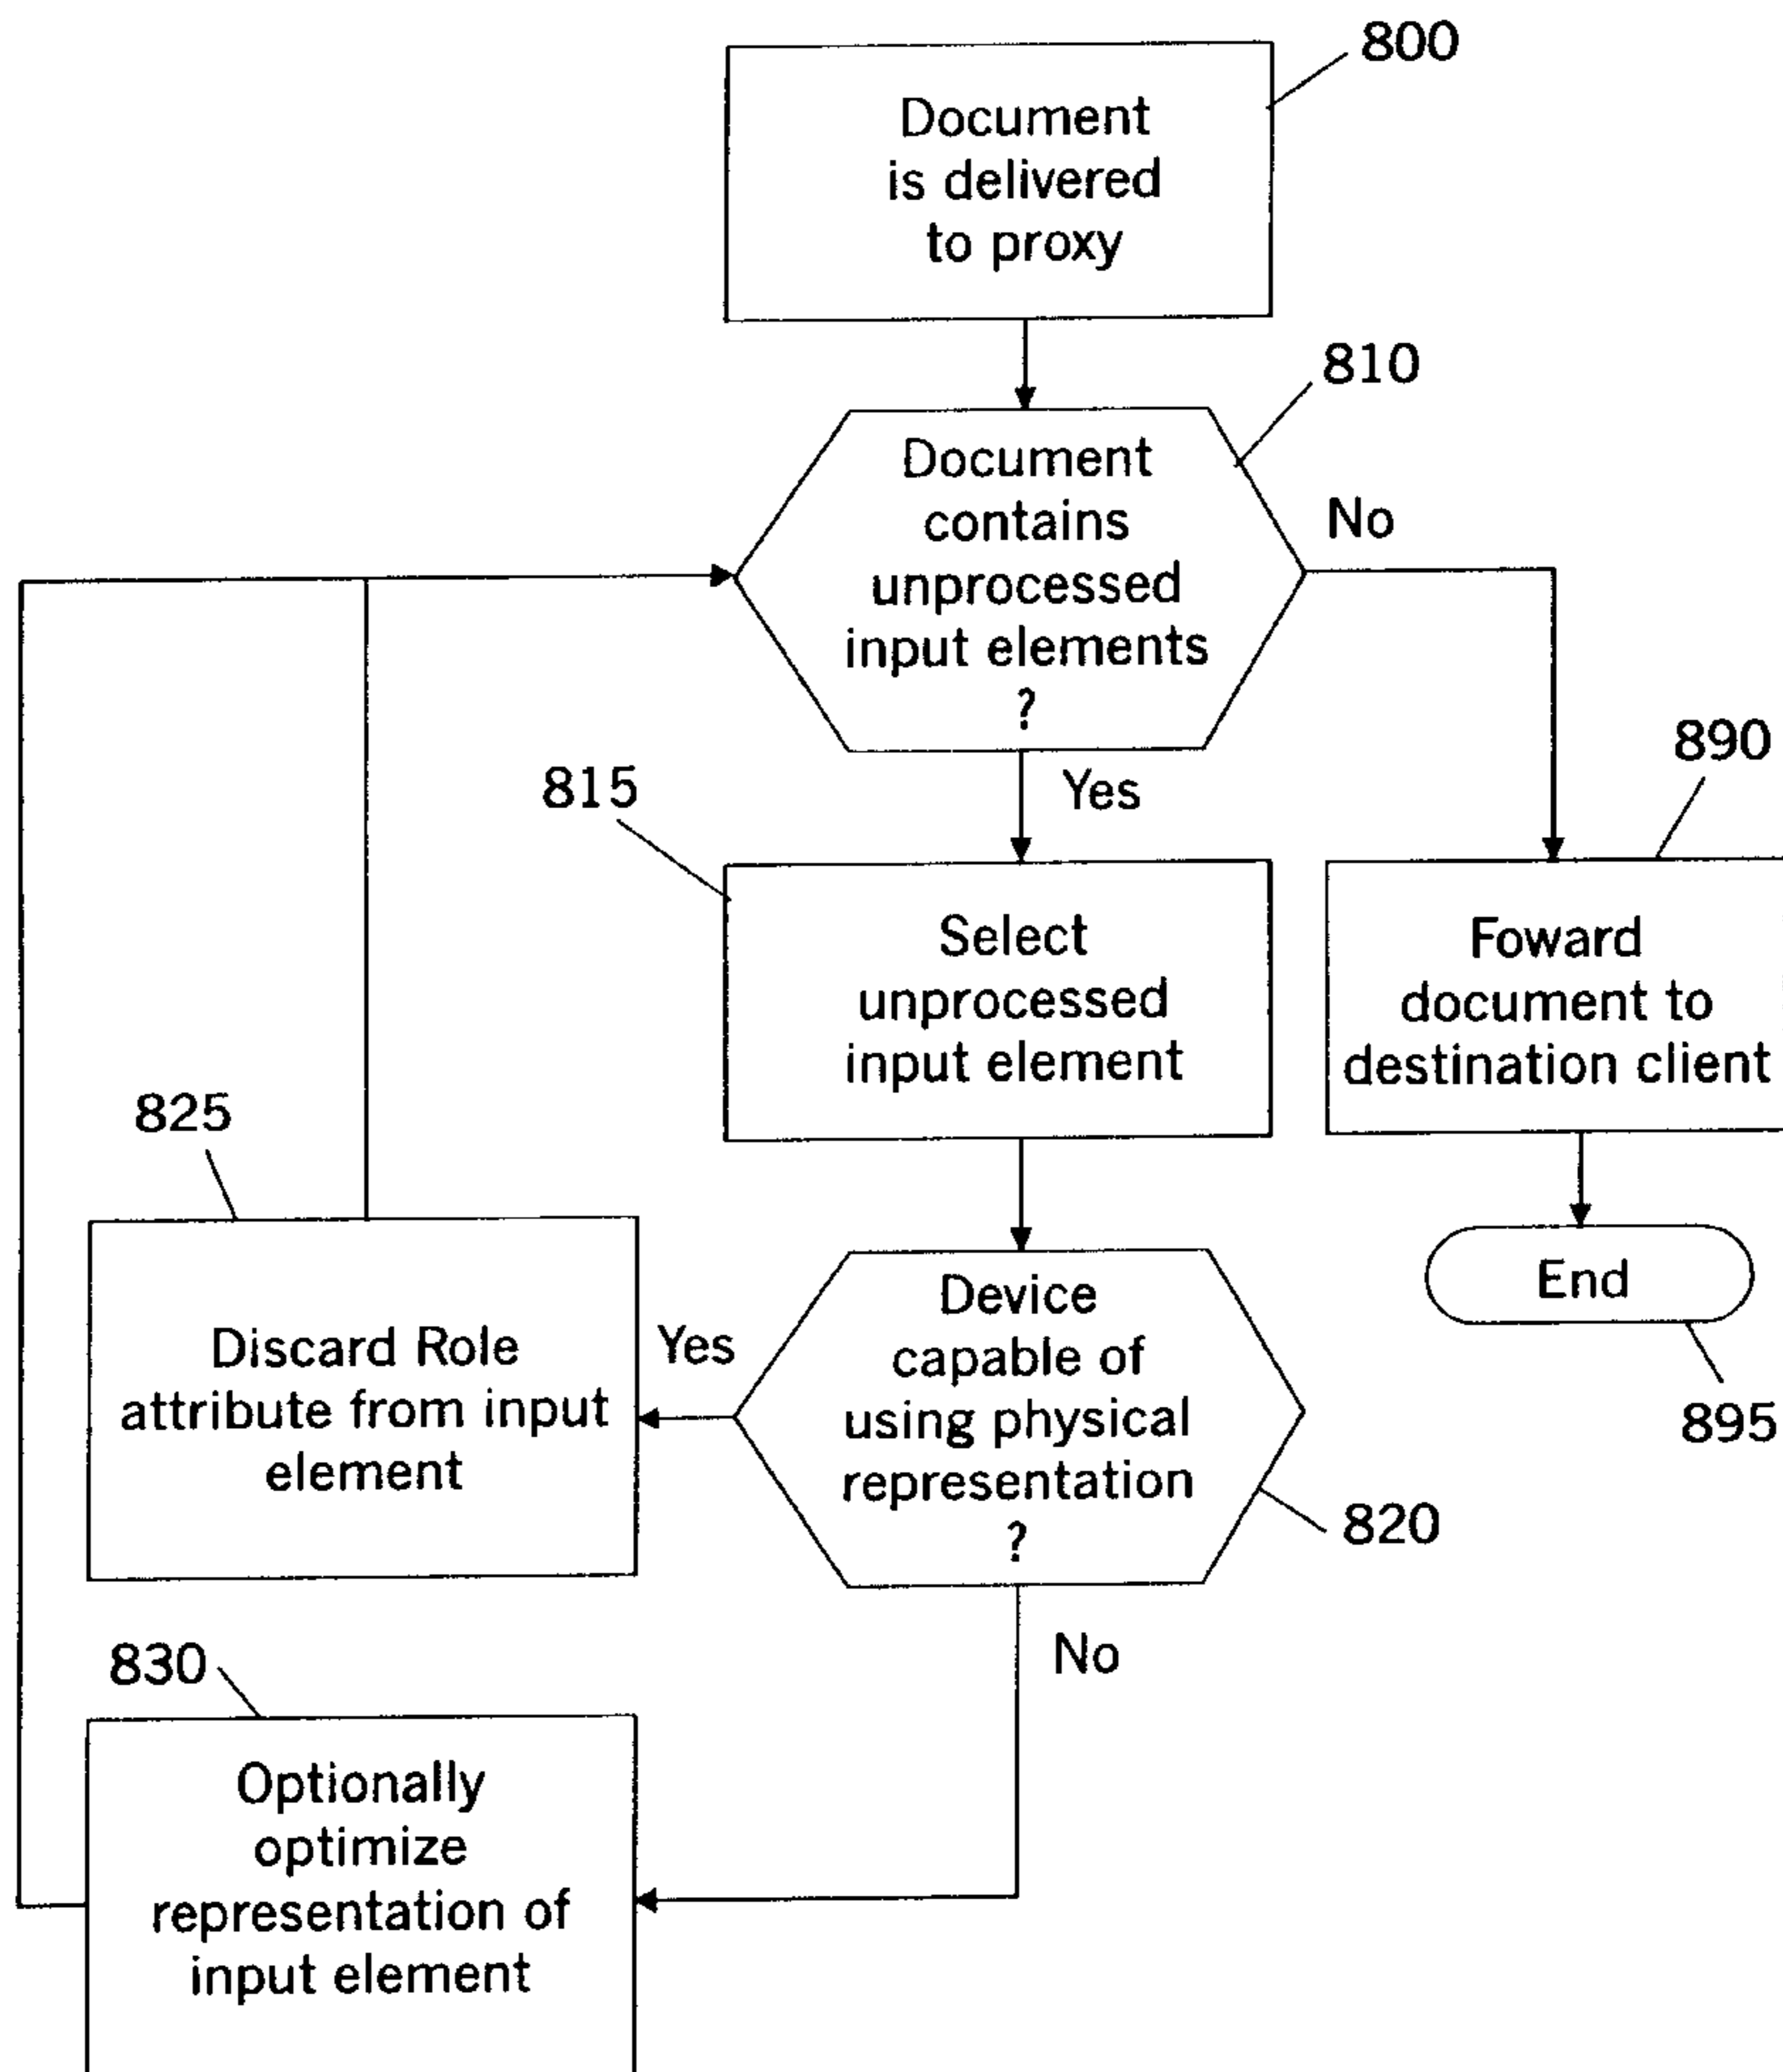 800
Document
is delivered
to proxy
810
Document
contains
unprocessed
input elements
?
No
Yes
815
Select
unprocessed
input element
890
Foward
document to
destination client
End
895
825
Discard Role
attribute from input
element
Yes
Device
capable of
using physical
representation
?
820
No
830
Optionally
optimize
representation of
input element